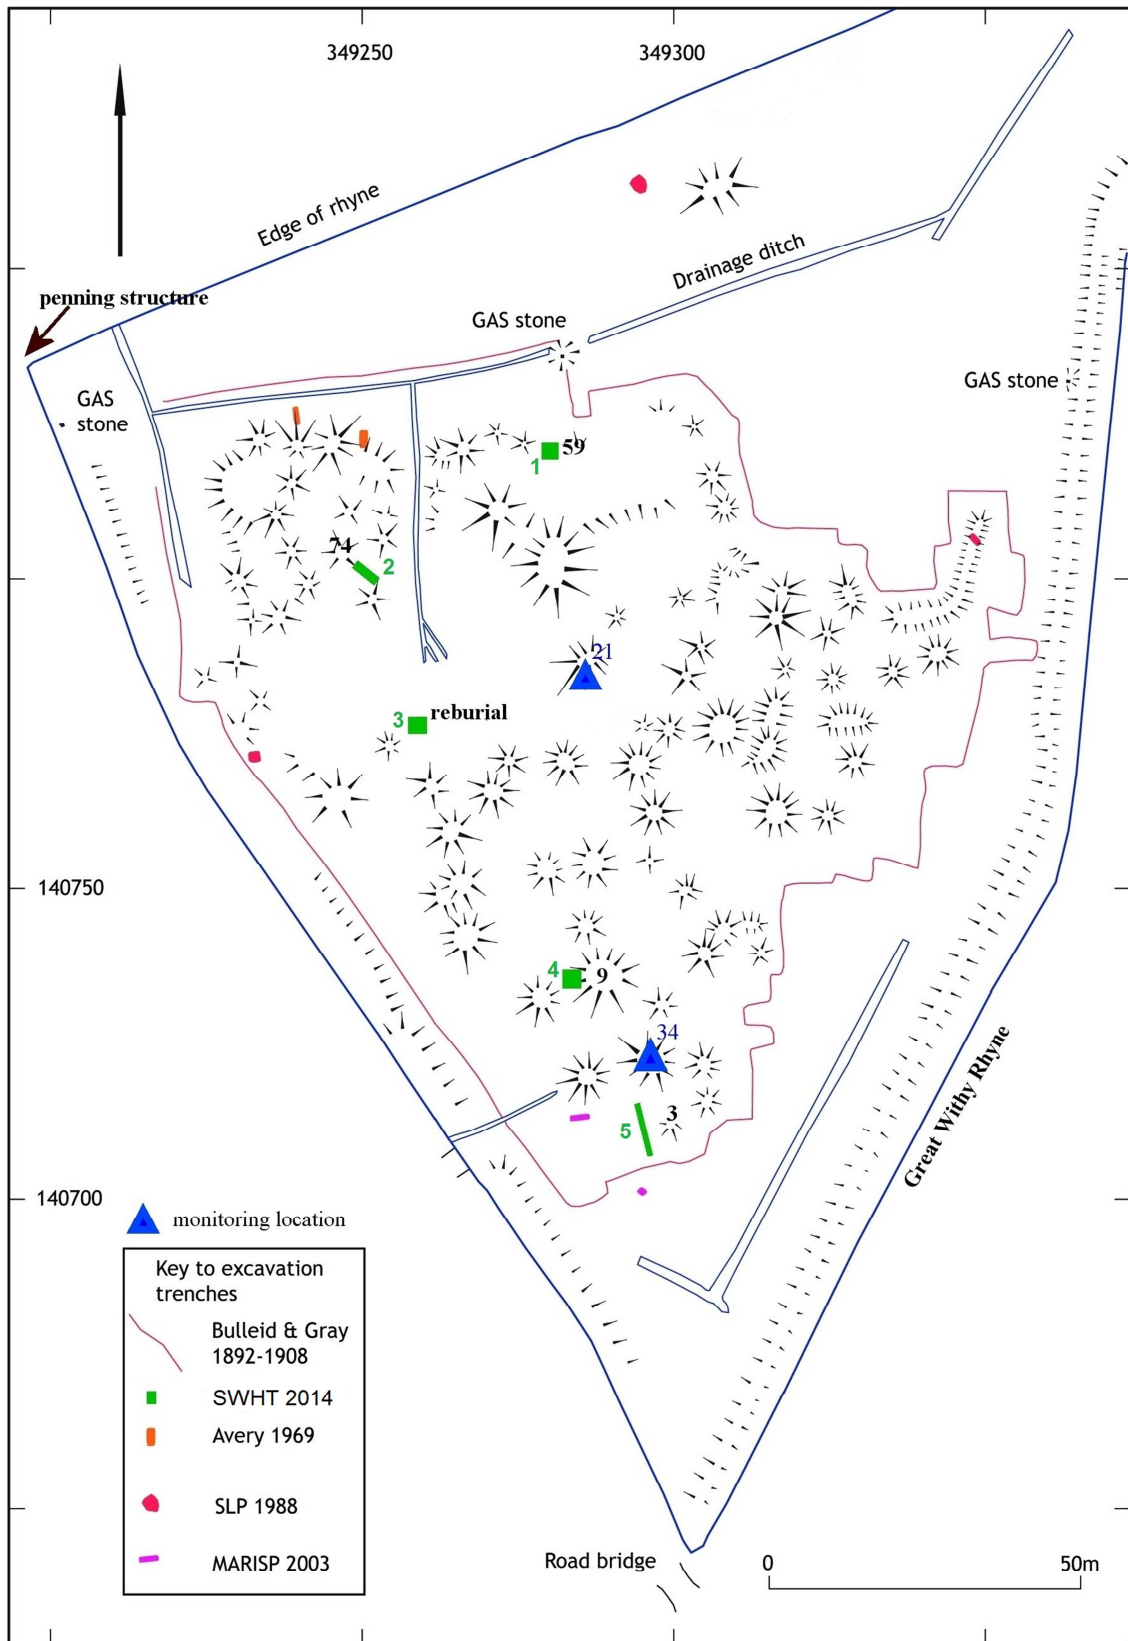 349250
349300
Edge of rhyne
Drainage ditch
penning structure
GAS stone
GAS stone
GAS
stone
59
1
74
2
21
reburial
3
140750
4
9
34
3
5
Great Withy Rhyne
140700
monitoring location
Key to excavation
trenches
Bulleid & Gray
1892-1908
SWHT 2014
Avery 1969
SLP 1988
MARISP 2003
Road bridge
0
50m